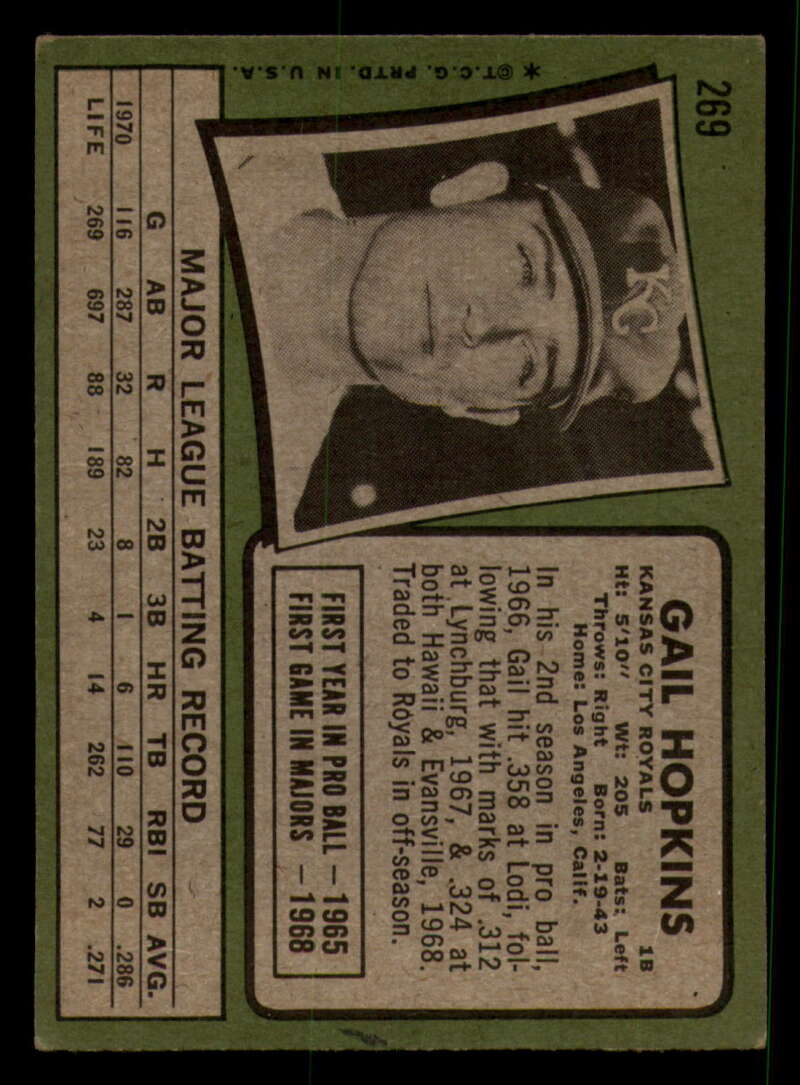 269
*©T.C.G. PRTD. IN U.S.A.
KC
GAIL HOPKINS
KANSAS CITY ROYALS 1B
Ht: 5'10" Wt: 205 Bats: Left
Throws: Right Born: 2-19-43
Home: Los Angeles, Calif.
In his 2nd season in pro ball,
1966, Gail hit .358 at Lodi, fol-
lowing that with marks of .312
at Lynchburg, 1967, & .324 at
both Hawaii & Evansville, 1968.
Traded to Royals in off-season.
FIRST YEAR IN PRO BALL — 1965
FIRST GAME IN MAJORS — 1968
MAJOR LEAGUE BATTING RECORD
G AB R H 2B 3B HR TB RBI SB AVG.
1970 116 287 32 82 8 1 6 110 29 0 .286
LIFE 269 697 88 189 23 4 14 262 77 2 .271